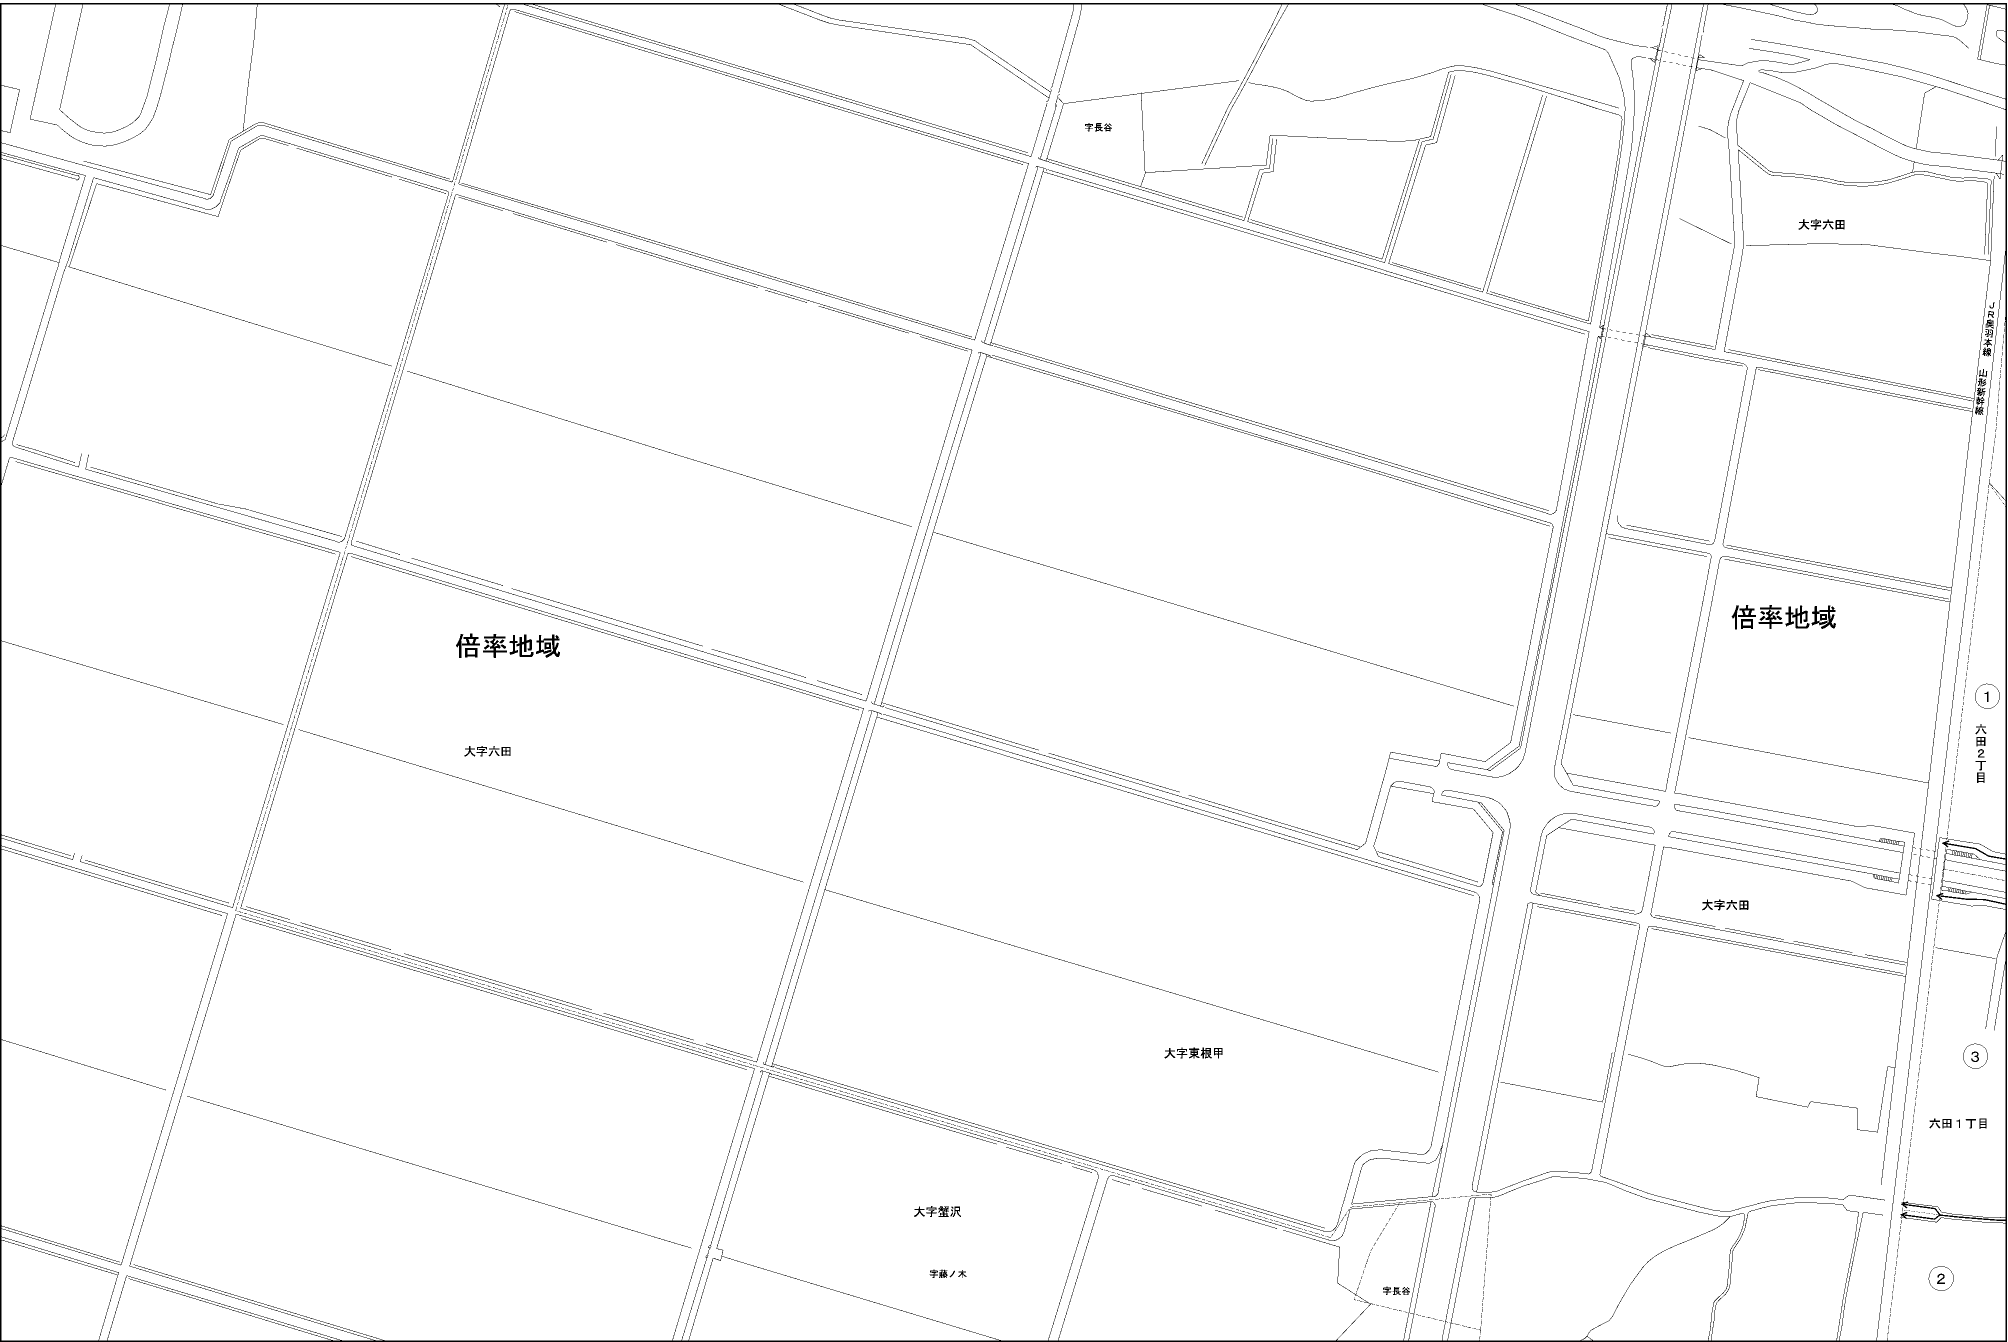 字長谷
大字六田
JR奥羽本線 山形新幹線
倍率地域
倍率地域
1
六田2丁目
大字六田
大字六田
大字東根甲
3
六田1丁目
大字蟹沢
字藤ノ木
字長谷
2